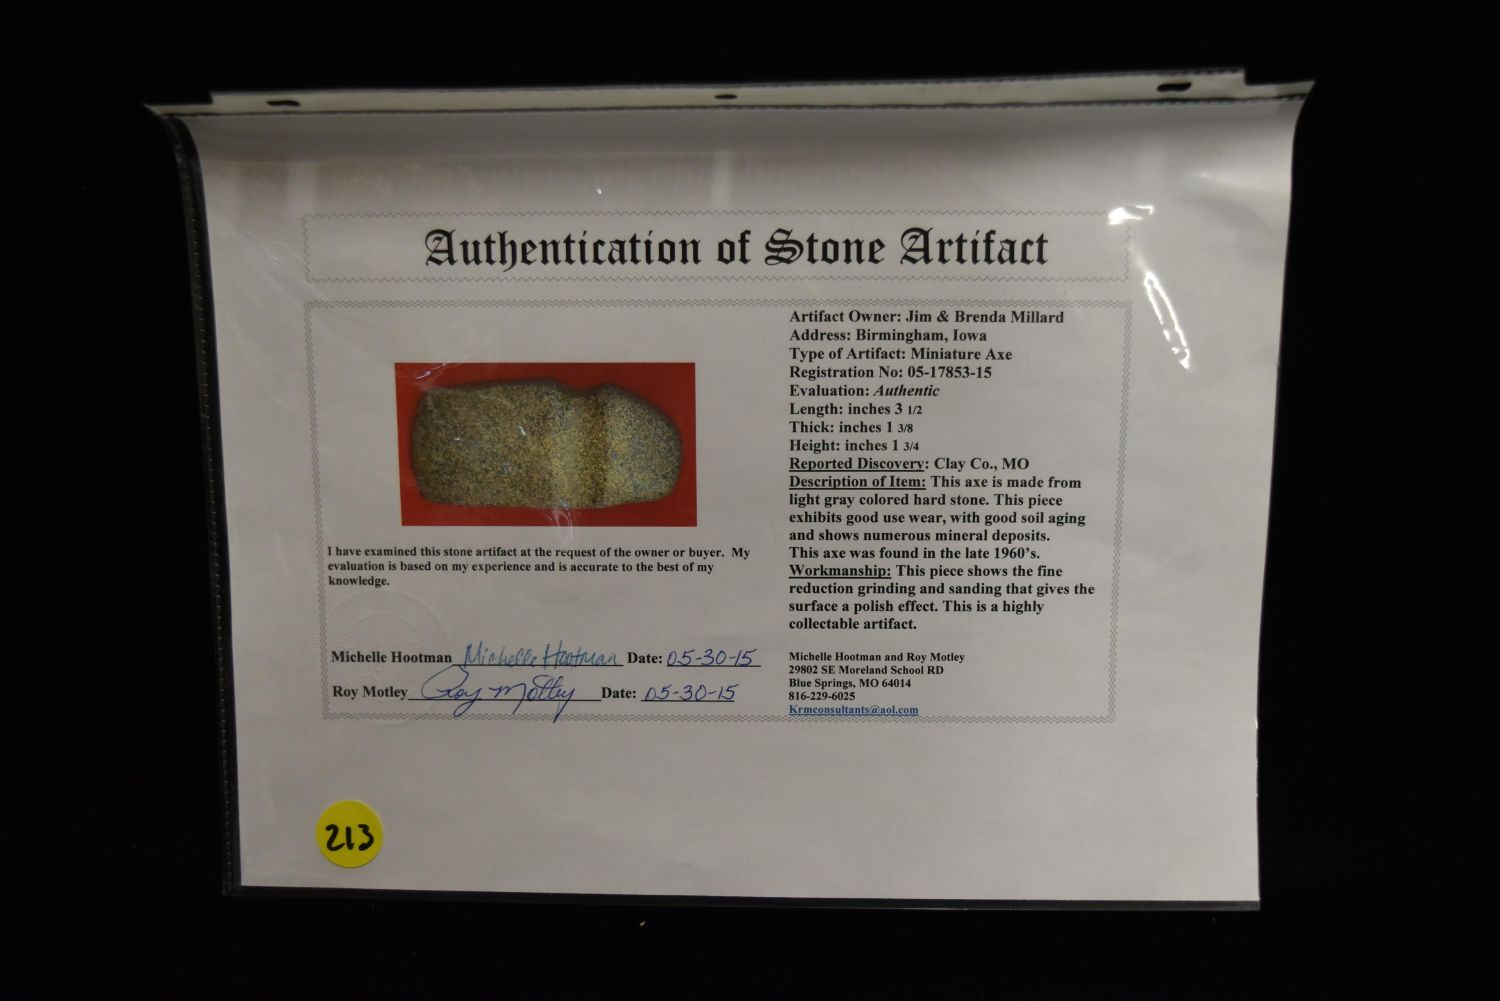 Authentication of Stone Artifact
Artifact Owner: Jim & Brenda Millard
Address: Birmingham, Iowa
Type of Artifact: Miniature Axe
Registration No: 05-17853-15
Evaluation: Authentic
Length: inches 3 1/2
Thick: inches 1 3/8
Height: inches 1 3/4
Reported Discovery: Clay Co., MO
Description of Item: This axe is made from
light gray colored hard stone. This piece
exhibits good use wear, with good soil aging
and shows numerous mineral deposits.
This axe was found in the late 1960's.
Workmanship: This piece shows the fine
reduction grinding and sanding that gives the
surface a polish effect. This is a highly
collectable artifact.
I have examined this stone artifact at the request of the owner or buyer. My
evaluation is based on my experience and is accurate to the best of my
knowledge.
Michelle Hootman Michelle Hootman Date: 05-30-15
Roy Motley Roy Motley Date: 05-30-15
Michelle Hootman and Roy Motley
29802 SE Moreland School RD
Blue Springs, MO 64014
816-229-6025
Krmconsultants@aol.com
213